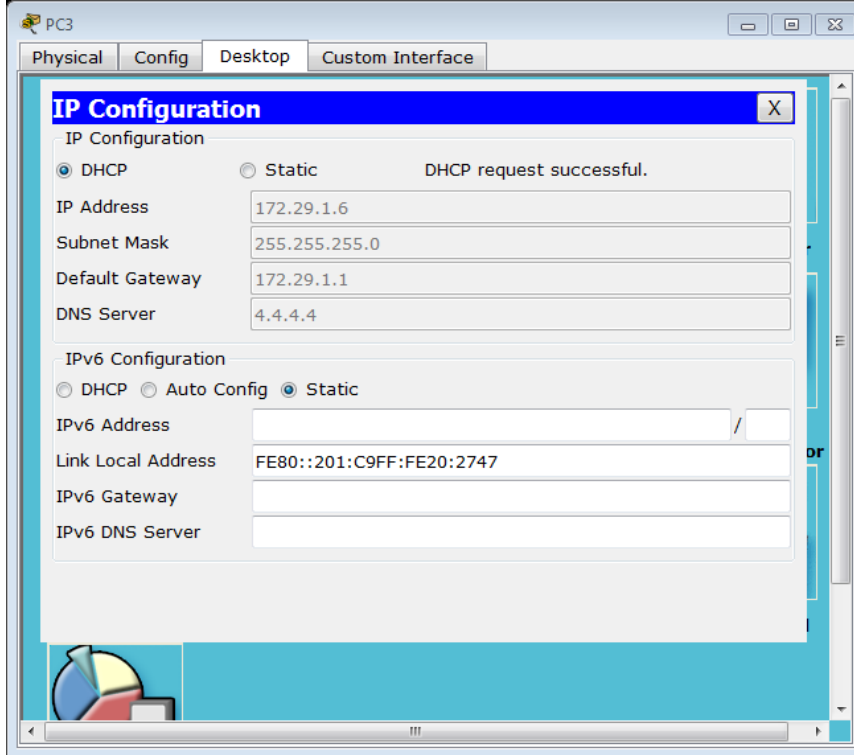 PC3
Physical Config Desktop Custom Interface
IP Configuration X
IP Configuration
DHCP Static DHCP request successful.
IP Address 172.29.1.6
Subnet Mask 255.255.255.0
Default Gateway 172.29.1.1
DNS Server 4.4.4.4
IPv6 Configuration
DHCP Auto Config Static
IPv6 Address /
Link Local Address FE80::201:C9FF:FE20:2747
IPv6 Gateway
IPv6 DNS Server
or